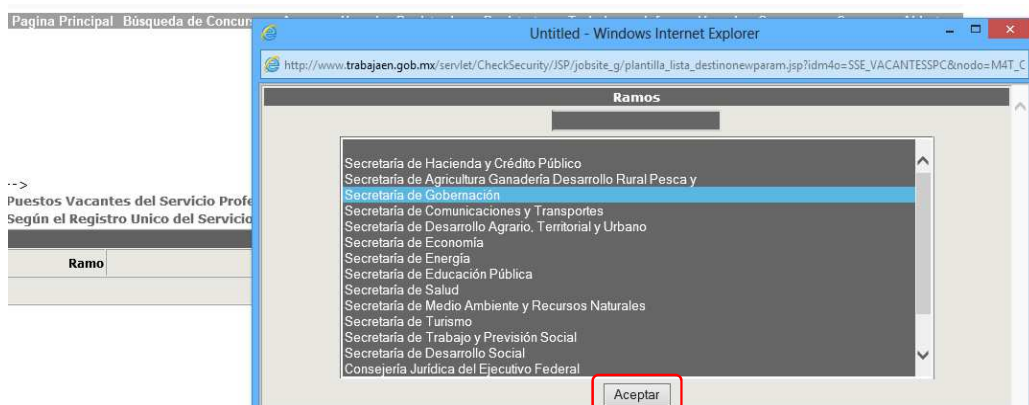 Pagina Principal Búsqueda de Concur
Untitled - Windows Internet Explorer
http://www.trabajaen.gob.mx/servlet/CheckSecurity/JSP/jobsite_g/plantilla_lista_destinonewparam.jsp?idm4o=SSE_VACANTESSPC&nodo=M4T_C
Ramos
Secretaría de Hacienda y Crédito Público
Secretaría de Agricultura Ganadería Desarrollo Rural Pesca y
Secretaría de Gobernación
Secretaría de Comunicaciones y Transportes
Secretaría de Desarrollo Agrario, Territorial y Urbano
Secretaría de Economía
Secretaría de Energía
Secretaría de Educación Pública
Secretaría de Salud
Secretaría de Medio Ambiente y Recursos Naturales
Secretaría de Turismo
Secretaría de Trabajo y Previsión Social
Secretaría de Desarrollo Social
Consejería Jurídica del Ejecutivo Federal
Aceptar
-->
Puestos Vacantes del Servicio Profe
Según el Registro Unico del Servicio
Ramo